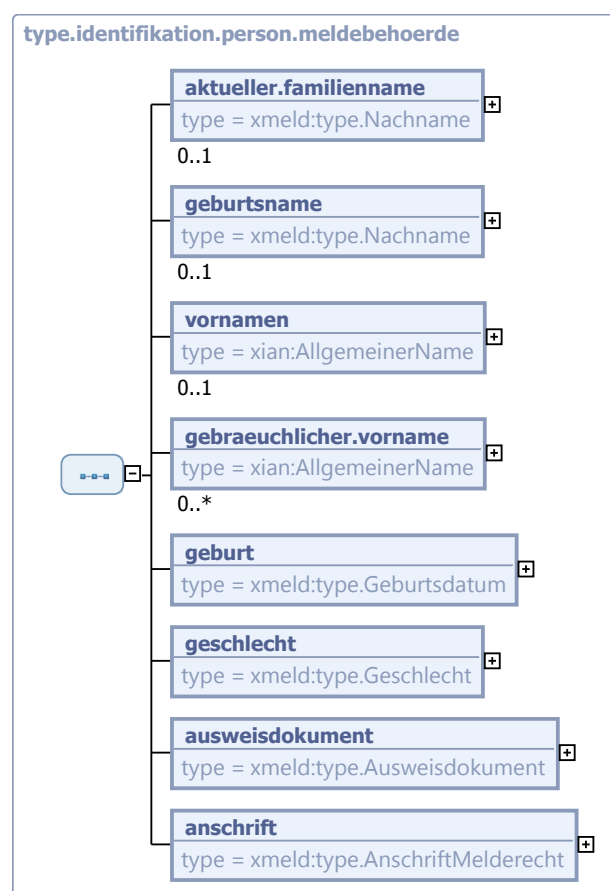 type.identifikation.person.meldebehoerde
aktueller.familienname
type = xmeld:type.Nachname
0..1
geburtsname
type = xmeld:type.Nachname
0..1
vornamen
type = xian:AllgemeinerName
0..1
gebraeuchlicher.vorname
type = xian:AllgemeinerName
0..*
geburt
type = xmeld:type.Geburtsdatum
geschlecht
type = xmeld:type.Geschlecht
ausweisdokument
type = xmeld:type.Ausweisdokument
anschrift
type = xmeld:type.AnschriftMelderecht